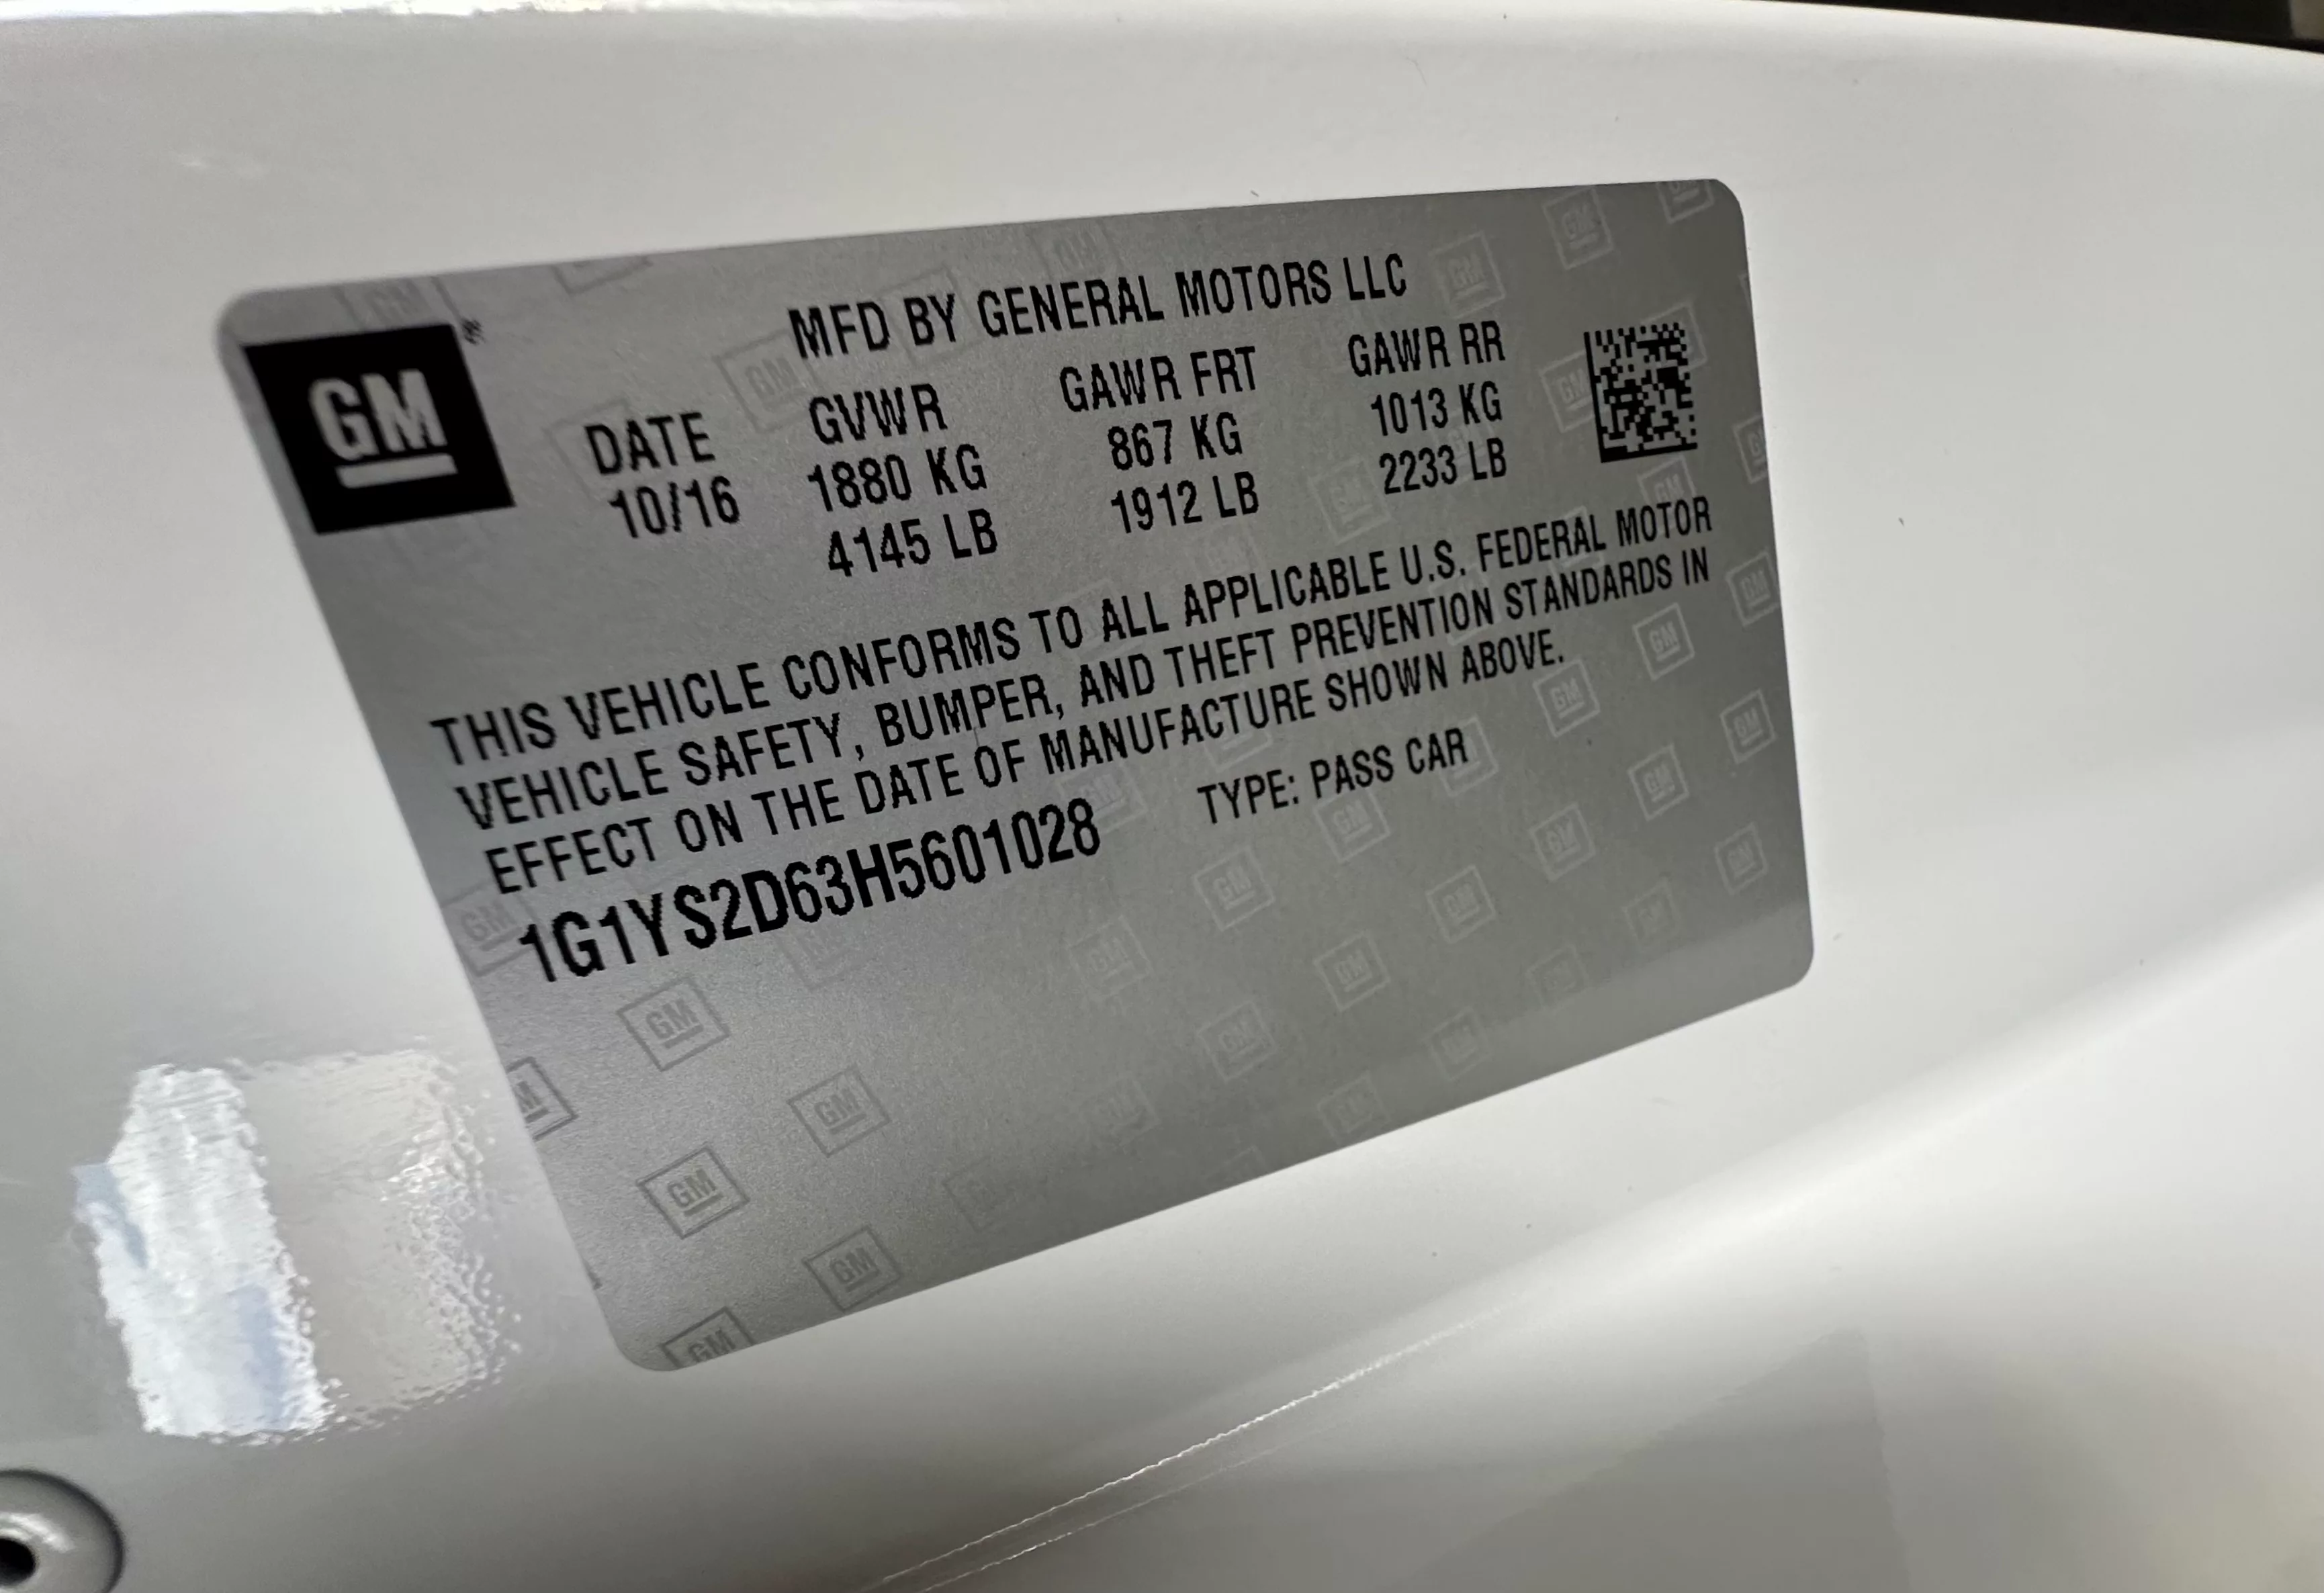 GM®
MFD BY GENERAL MOTORS LLC
DATE GVWR GAWR FRT GAWR RR
10/16 1880 KG 867 KG 1013 KG
4145 LB 1912 LB 2233 LB
THIS VEHICLE CONFORMS TO ALL APPLICABLE U.S. FEDERAL MOTOR
VEHICLE SAFETY, BUMPER, AND THEFT PREVENTION STANDARDS IN
EFFECT ON THE DATE OF MANUFACTURE SHOWN ABOVE.
1G1YS2D63H5601028 TYPE: PASS CAR